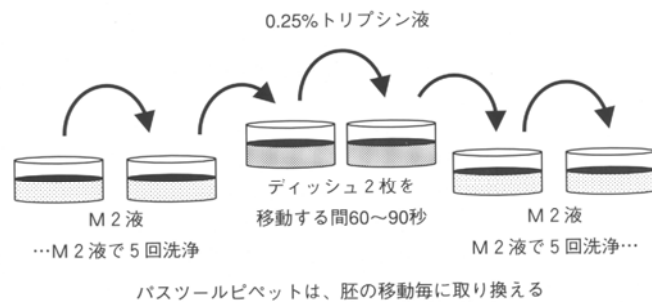 0.25%トリプシン液
ディッシュ2枚を
移動する間60〜90秒
M2液
…M2液で5回洗浄
M2液
M2液で5回洗浄…
パスツールピペットは、胚の移動毎に取り換える